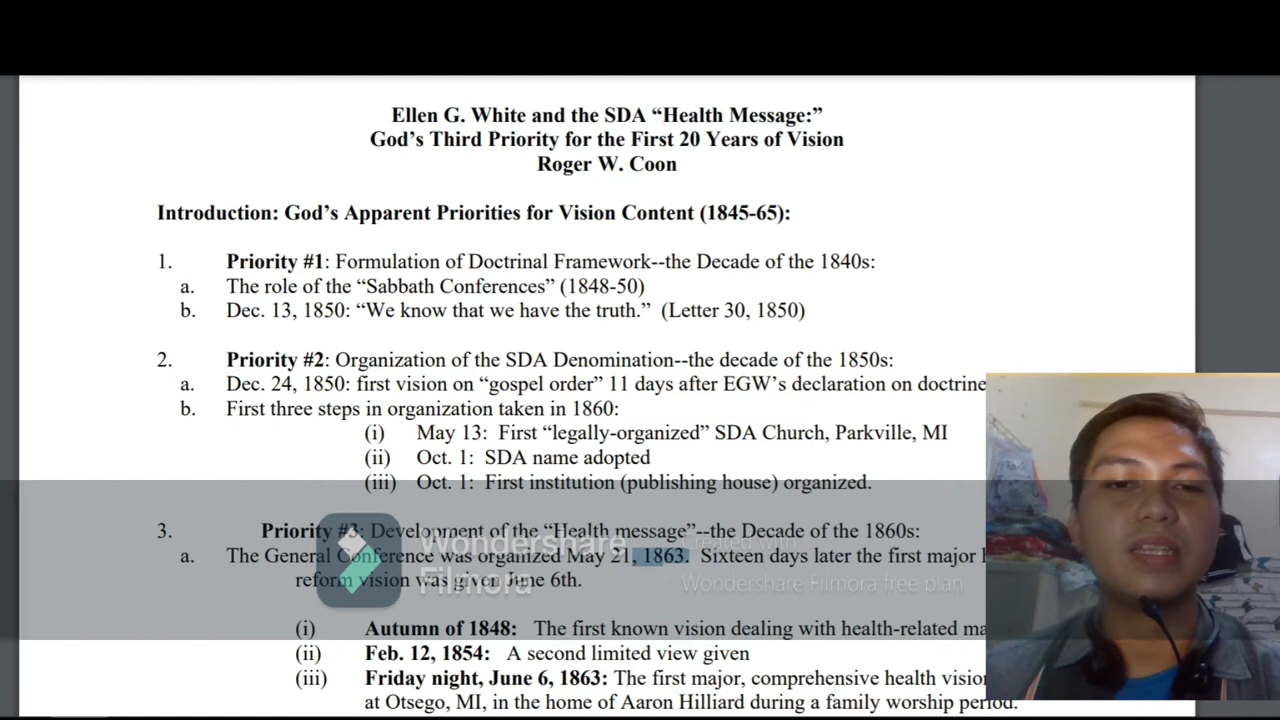 Ellen G. White and the SDA “Health Message:”
God’s Third Priority for the First 20 Years of Vision
Roger W. Coon
Introduction: God’s Apparent Priorities for Vision Content (1845-65):
1. Priority #1: Formulation of Doctrinal Framework--the Decade of the 1840s:
a. The role of the “Sabbath Conferences” (1848-50)
b. Dec. 13, 1850: “We know that we have the truth.” (Letter 30, 1850)
2. Priority #2: Organization of the SDA Denomination--the decade of the 1850s:
a. Dec. 24, 1850: first vision on “gospel order” 11 days after EGW’s declaration on doctrine
b. First three steps in organization taken in 1860:
(i) May 13: First “legally-organized” SDA Church, Parkville, MI
(ii) Oct. 1: SDA name adopted
(iii) Oct. 1: First institution (publishing house) organized.
3. Priority #3: Development of the “Health message”--the Decade of the 1860s:
a. The General Conference was organized May 21, 1863. Sixteen days later the first major
reform vision was given June 6th.
(i) Autumn of 1848: The first known vision dealing with health-related
(ii) Feb. 12, 1854: A second limited view given
(iii) Friday night, June 6, 1863: The first major, comprehensive health
at Otsego, MI, in the home of Aaron Hilliard during a family worship period.
Wondershare
Filmora
Created with
Wondershare Filmora free plan